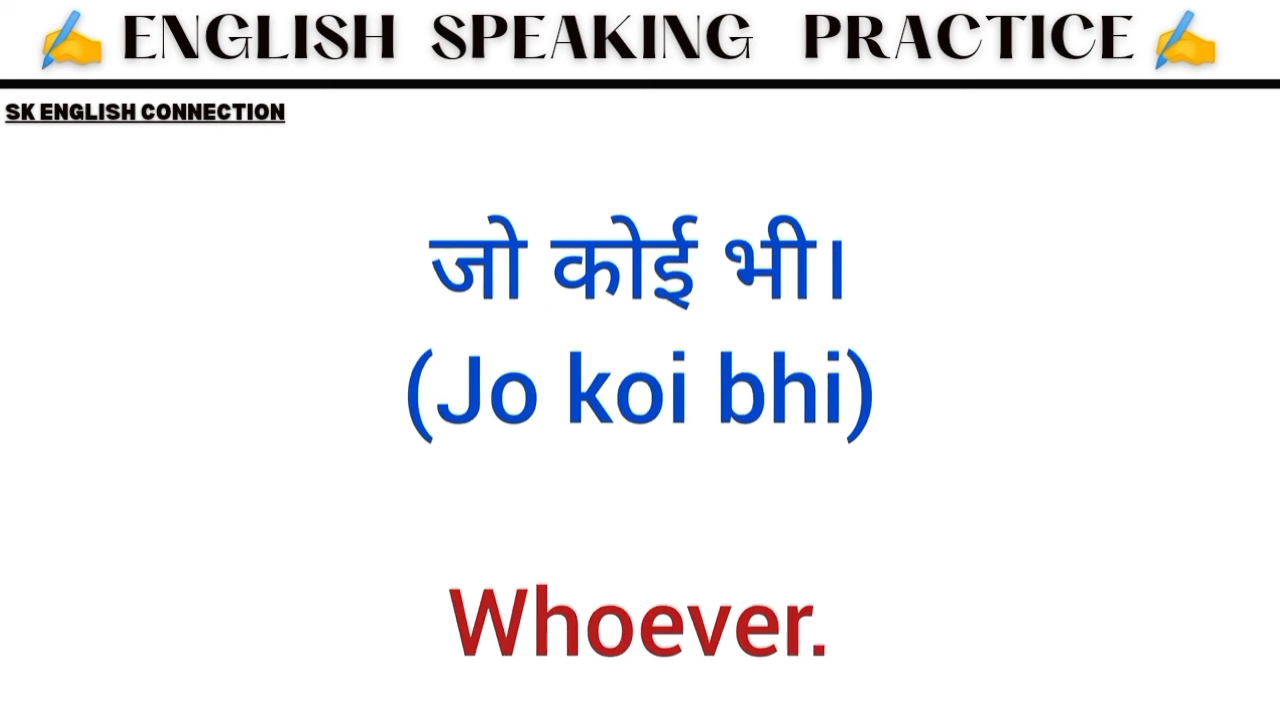 ✍️ ENGLISH SPEAKING PRACTICE ✍️
SK ENGLISH CONNECTION
जो कोई भी।
(Jo koi bhi)
Whoever.